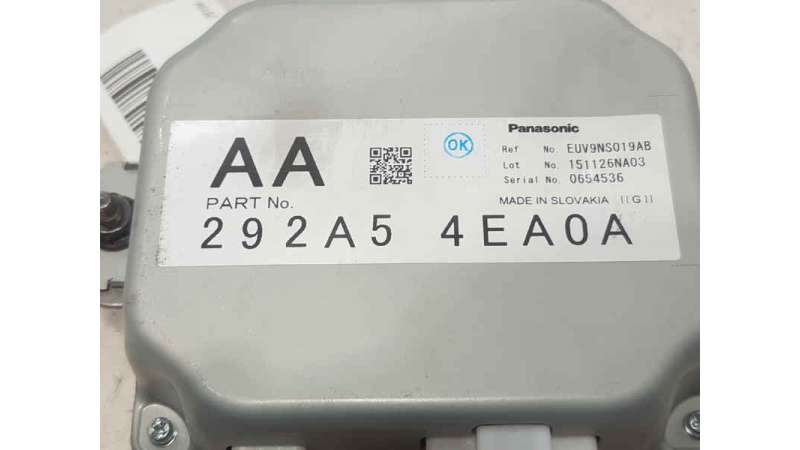 AA
OK
Panasonic
Ref No. EUV9NS019AB
Lot No. 151126NA03
Serial No. 0654536
PART No.
MADE IN SLOVAKIA [[G]]
292A5 4EA0A